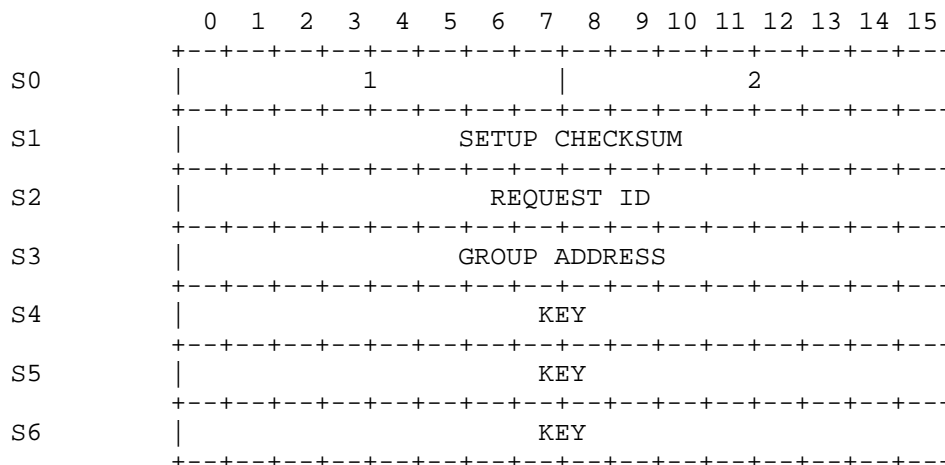 0 1 2 3 4 5 6 7 8 9 10 11 12 13 14 15
+--+--+--+--+--+--+--+--+--+--+--+--+--+--+--+--
S0 | 1 | 2
+--+--+--+--+--+--+--+--+--+--+--+--+--+--+--+--
S1 | SETUP CHECKSUM
+--+--+--+--+--+--+--+--+--+--+--+--+--+--+--+--
S2 | REQUEST ID
+--+--+--+--+--+--+--+--+--+--+--+--+--+--+--+--
S3 | GROUP ADDRESS
+--+--+--+--+--+--+--+--+--+--+--+--+--+--+--+--
S4 | KEY
+--+--+--+--+--+--+--+--+--+--+--+--+--+--+--+--
S5 | KEY
+--+--+--+--+--+--+--+--+--+--+--+--+--+--+--+--
S6 | KEY
+--+--+--+--+--+--+--+--+--+--+--+--+--+--+--+--